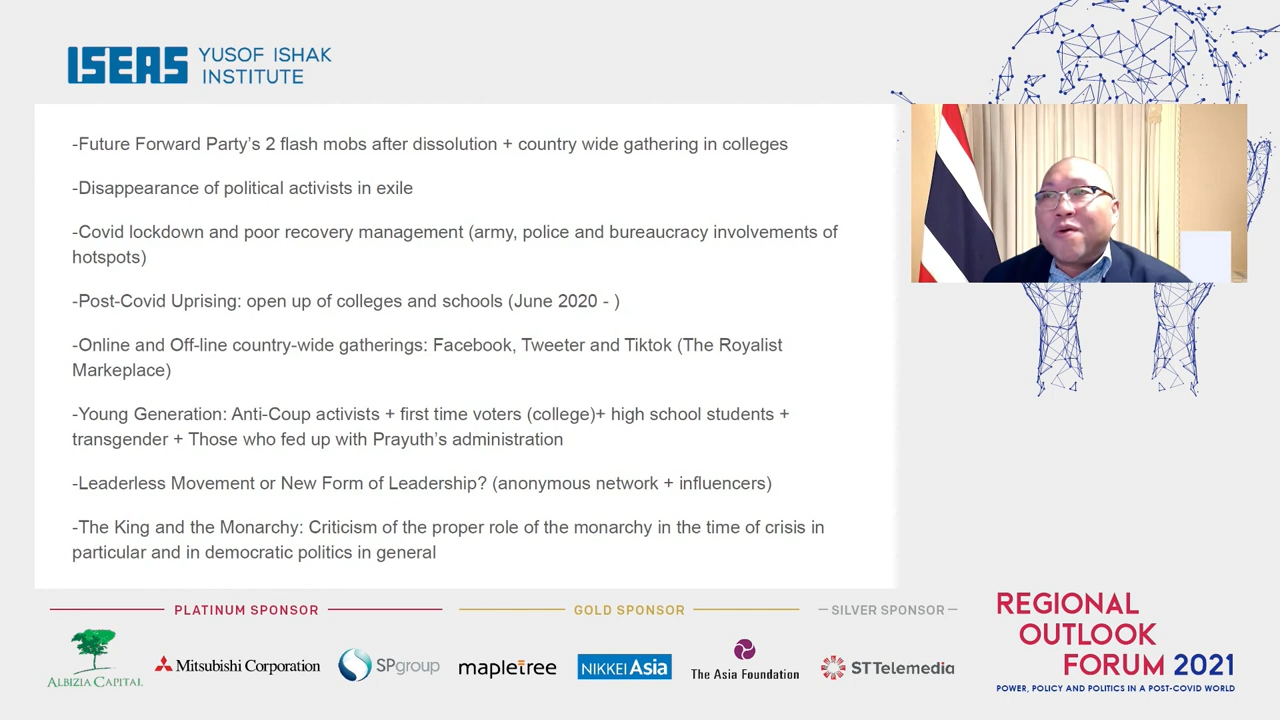 ISEAS YUSOF ISHAK
INSTITUTE
-Future Forward Party's 2 flash mobs after dissolution + country wide gathering in colleges
-Disappearance of political activists in exile
-Covid lockdown and poor recovery management (army, police and bureaucracy involvements of
hotspots)
-Post-Covid Uprising: open up of colleges and schools (June 2020 - )
-Online and Off-line country-wide gatherings: Facebook, Tweeter and Tiktok (The Royalist
Markeplace)
-Young Generation: Anti-Coup activists + first time voters (college)+ high school students +
transgender + Those who fed up with Prayuth's administration
-Leaderless Movement or New Form of Leadership? (anonymous network + influencers)
-The King and the Monarchy: Criticism of the proper role of the monarchy in the time of crisis in
particular and in democratic politics in general
PLATINUM SPONSOR
GOLD SPONSOR
SILVER SPONSOR
ALBIZIA CAPITAL
Mitsubishi Corporation
SPgroup
mapletree
NIKKEI Asia
The Asia Foundation
ST Telemedia
REGIONAL
OUTLOOK
FORUM 2021
POWER, POLICY AND POLITICS IN A POST-COVID WORLD